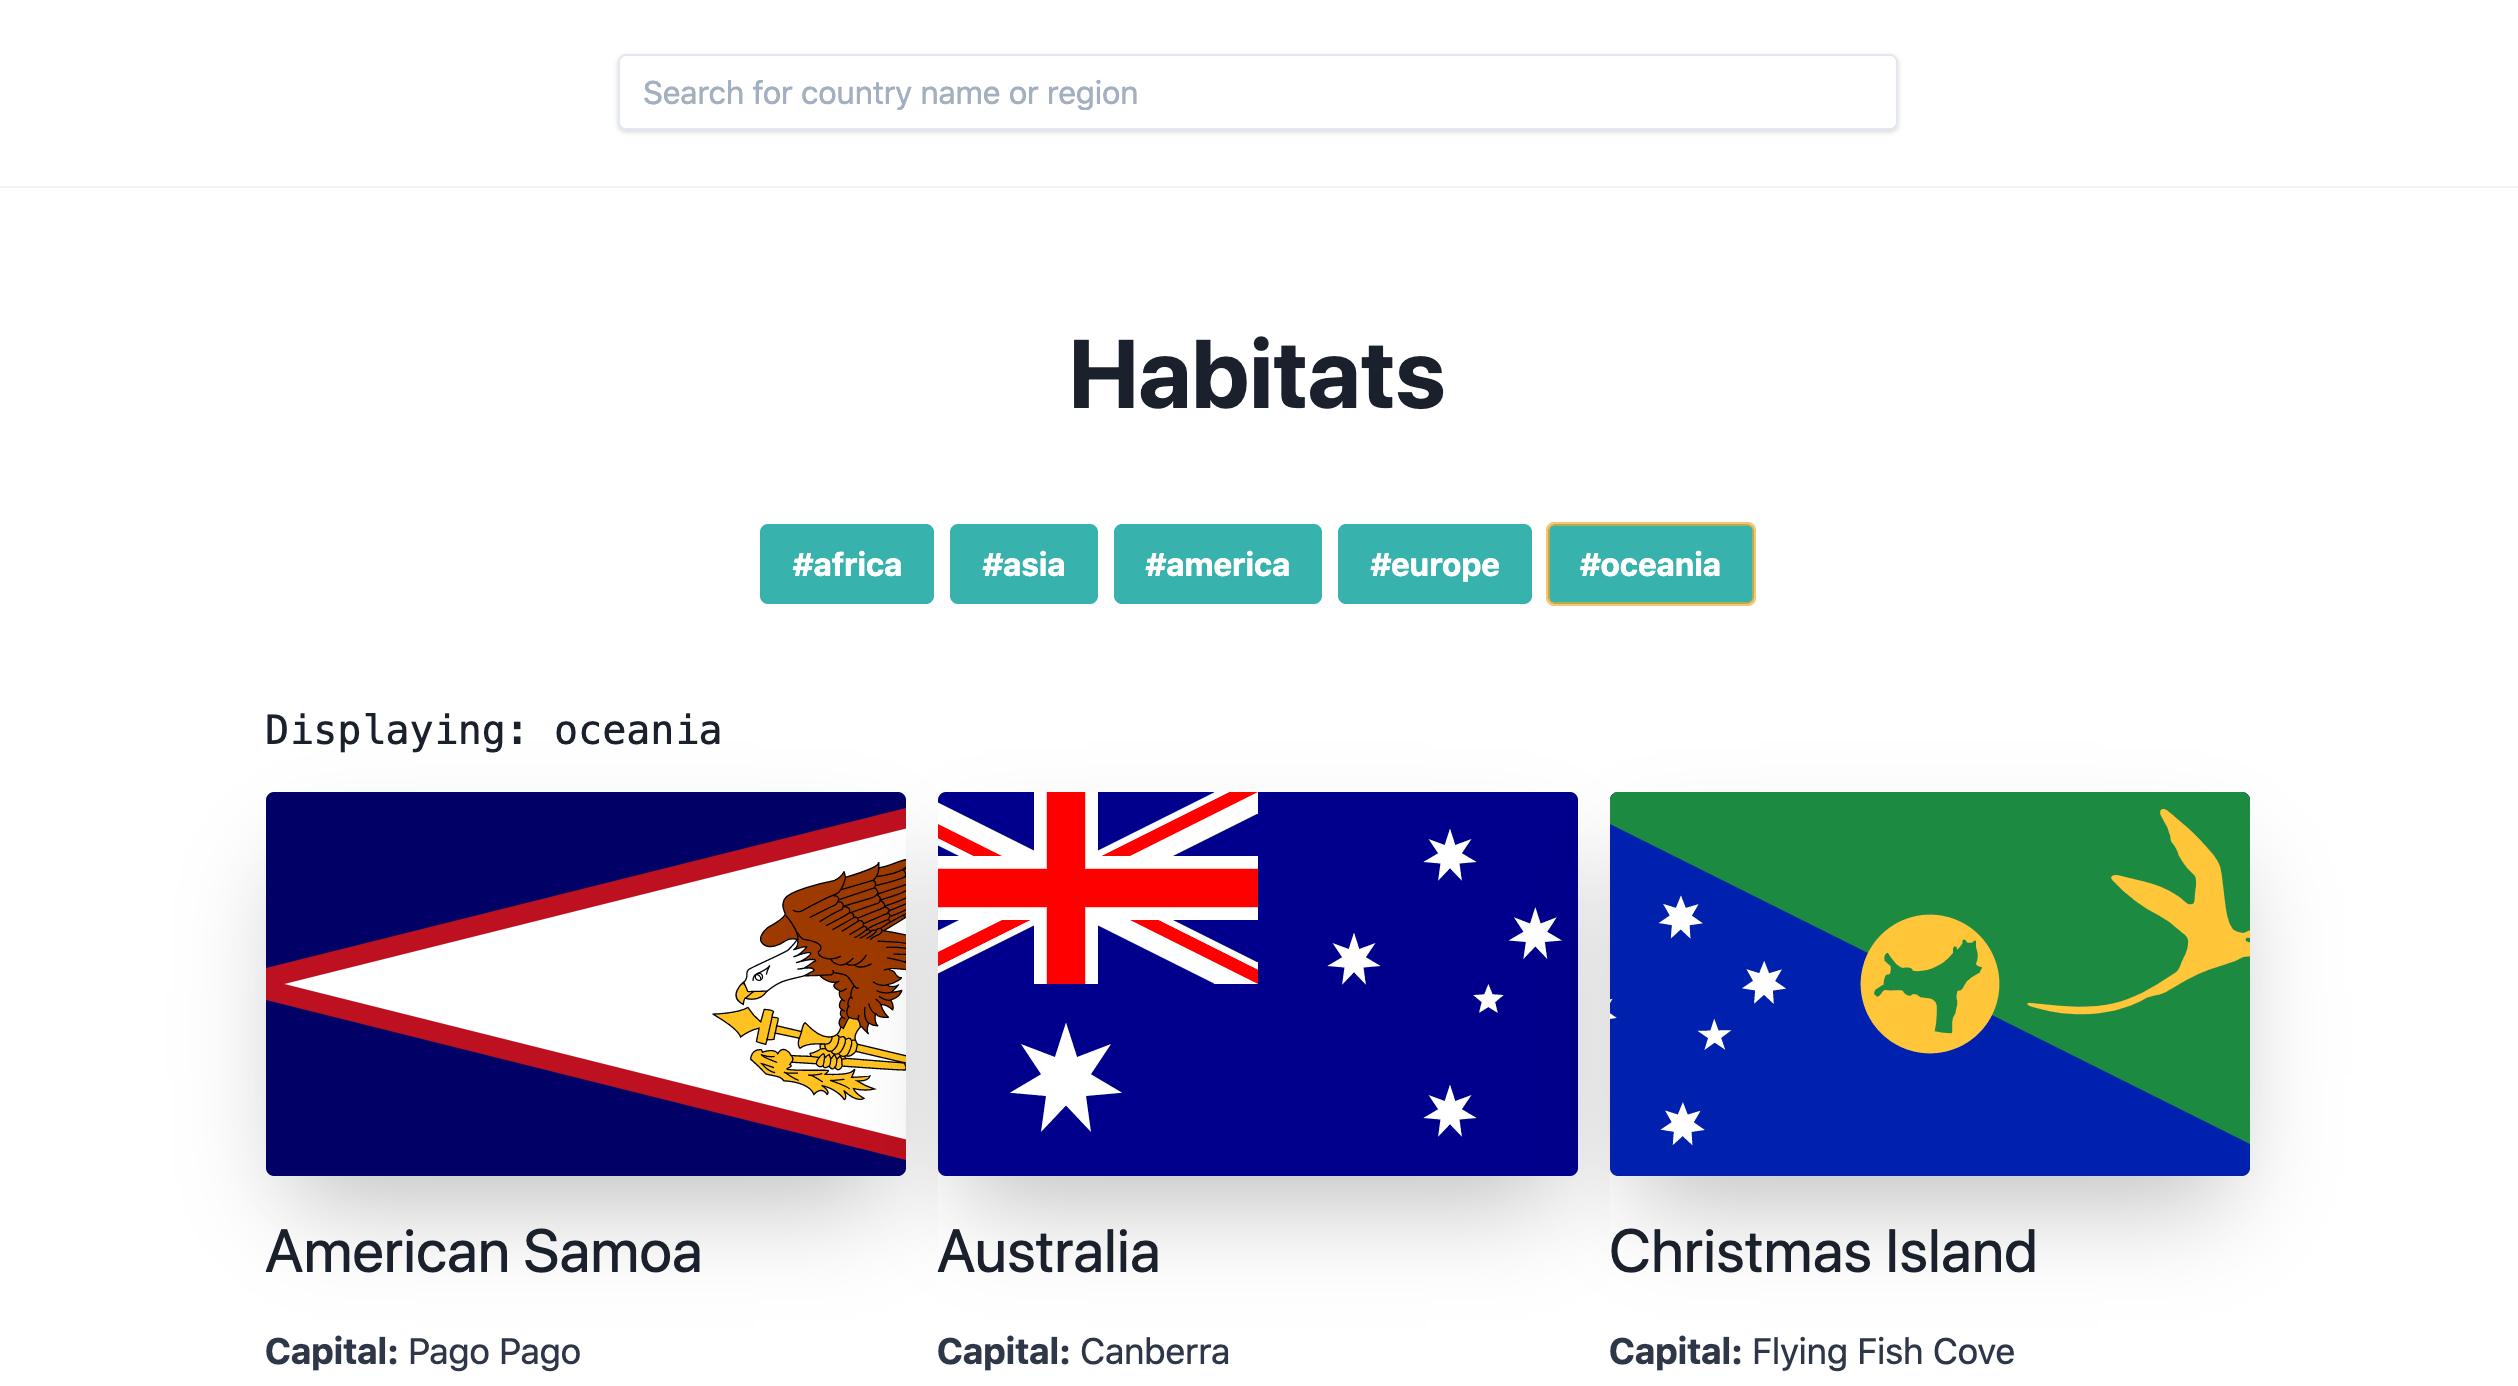 Search for country name or region
Habitats
#africa #asia #america #europe #oceania
Displaying: oceania
American Samoa Australia Christmas Island
Capital: Pago Pago Capital: Canberra Capital: Flying Fish Cove